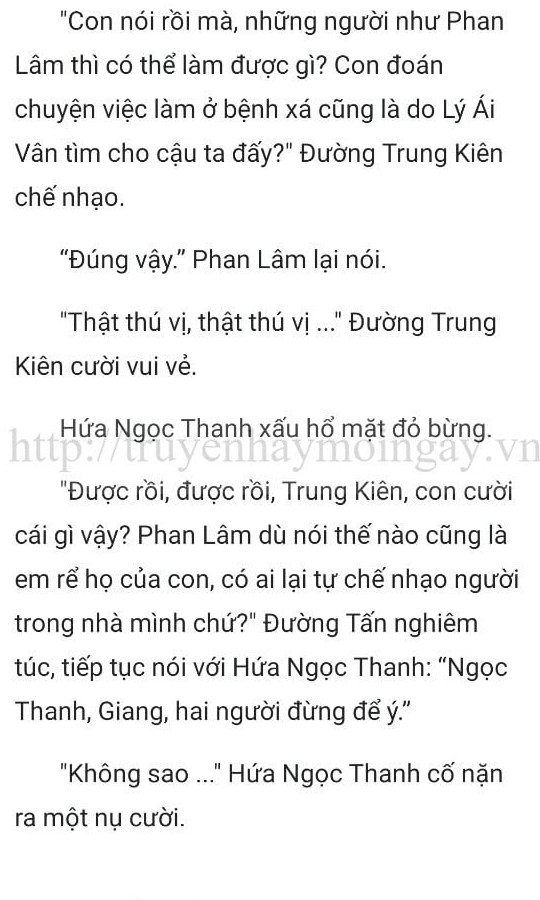 "Con nói rồi mà, những người như Phan
Lâm thì có thể làm được gì? Con đoán
chuyện việc làm ở bệnh xá cũng là do Lý Ái
Vân tìm cho cậu ta đấy?" Đường Trung Kiên
chế nhạo.
“Đúng vậy.” Phan Lâm lại nói.
"Thật thú vị, thật thú vị ..." Đường Trung
Kiên cười vui vẻ.
Hứa Ngọc Thanh xấu hổ mặt đỏ bừng.
http://truyenhaymoingay.vn
"Được rồi, được rồi, Trung Kiên, con cười
cái gì vậy? Phan Lâm dù nói thế nào cũng là
em rể họ của con, có ai lại tự chế nhạo người
trong nhà mình chứ?" Đường Tấn nghiêm
túc, tiếp tục nói với Hứa Ngọc Thanh: “Ngọc
Thanh, Giang, hai người đừng để ý.”
"Không sao ..." Hứa Ngọc Thanh cố nặn
ra một nụ cười.